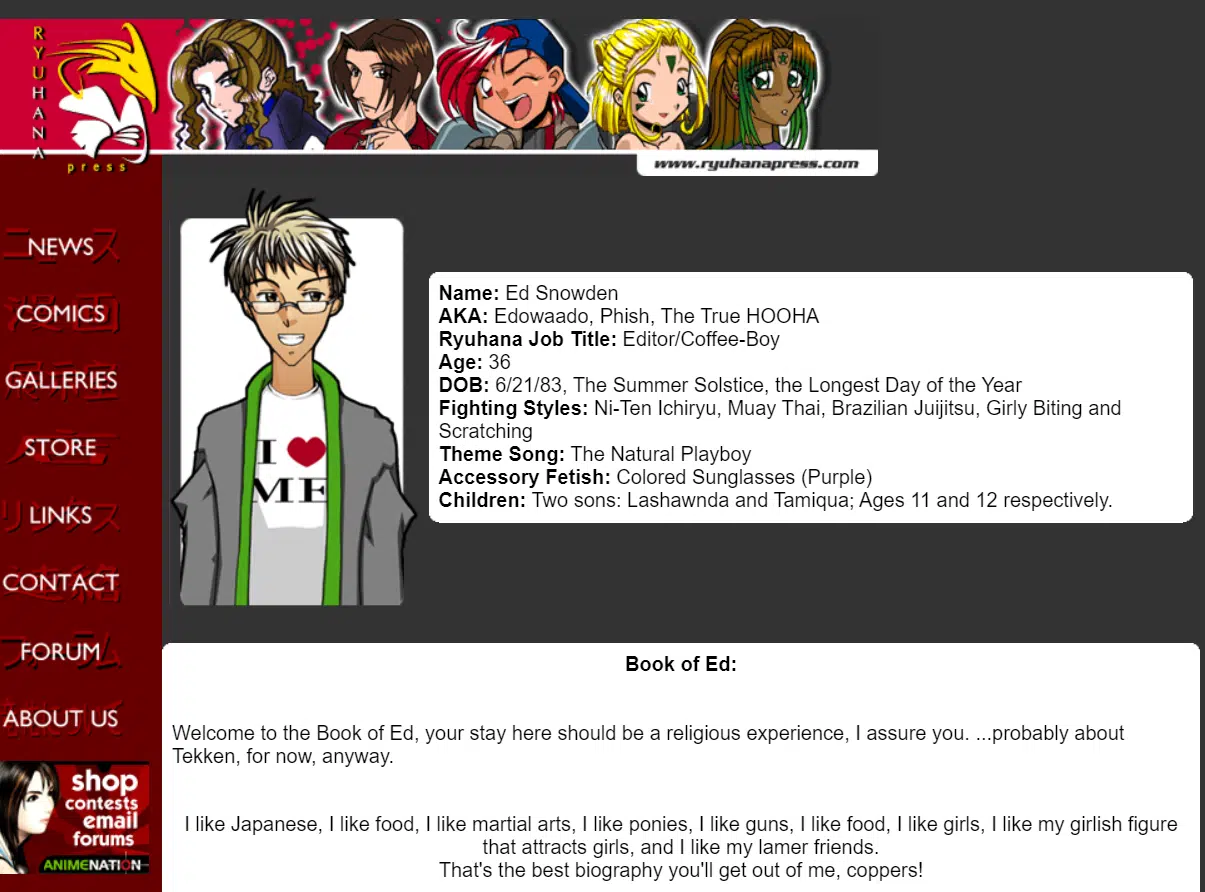 RYUHANA
press
www.ryuhanapress.com
NEWS
COMICS
GALLERIES
STORE
LINKS
CONTACT
FORUM
ABOUT US
shop
contests
email
forums
ANIMENATION
I ♥
ME
Name: Ed Snowden
AKA: Edowaado, Phish, The True HOOHA
Ryuhana Job Title: Editor/Coffee-Boy
Age: 36
DOB: 6/21/83, The Summer Solstice, the Longest Day of the Year
Fighting Styles: Ni-Ten Ichiryu, Muay Thai, Brazilian Juijitsu, Girly Biting and
Scratching
Theme Song: The Natural Playboy
Accessory Fetish: Colored Sunglasses (Purple)
Children: Two sons: Lashawnda and Tamiqua; Ages 11 and 12 respectively.
Book of Ed:
Welcome to the Book of Ed, your stay here should be a religious experience, I assure you. ...probably about
Tekken, for now, anyway.
I like Japanese, I like food, I like martial arts, I like ponies, I like guns, I like food, I like girls, I like my girlish figure
that attracts girls, and I like my lamer friends.
That's the best biography you'll get out of me, coppers!